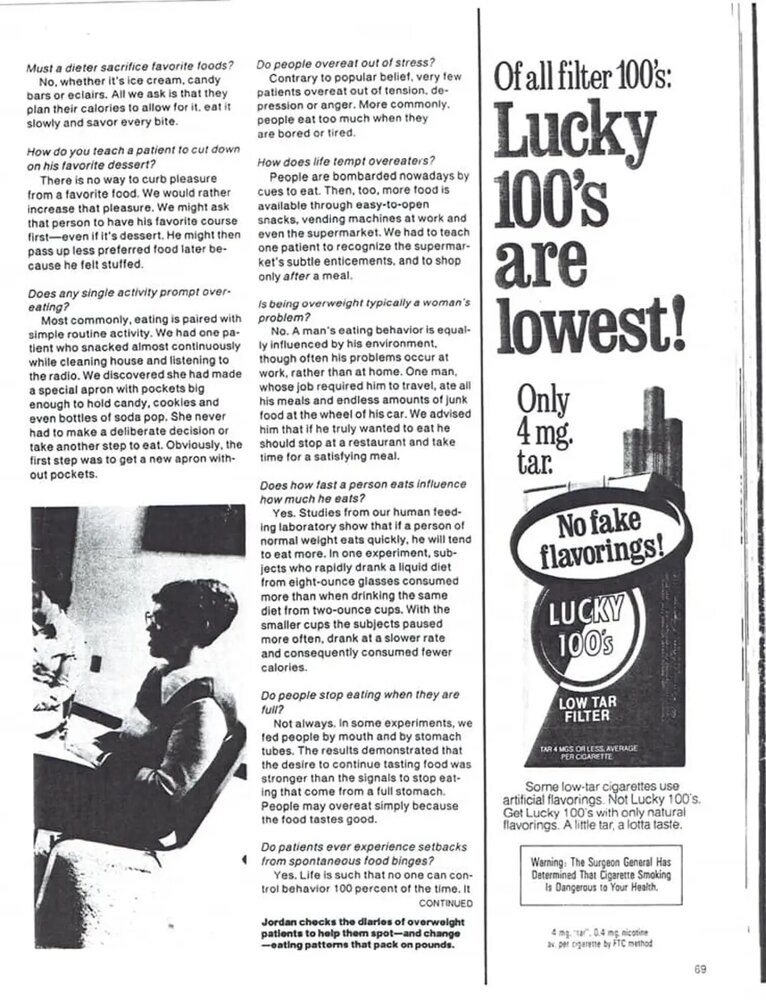 Must a dieter sacrifice favorite foods?
No, whether it's ice cream, candy
bars or eclairs. All we ask is that they
plan their calories to allow for it, eat it
slowly and savor every bite.
How do you teach a patient to cut down
on his favorite dessert?
There is no way to curb pleasure
from a favorite food. We would rather
increase that pleasure. We might ask
that person to have his favorite course
first—even if it's dessert. He might then
pass up less preferred food later be-
cause he felt stuffed.
Does any single activity prompt over-
eating?
Most commonly, eating is paired with
simple routine activity. We had one pa-
tient who snacked almost continuously
while cleaning house and listening to
the radio. We discovered she had made
a special apron with pockets big
enough to hold candy, cookies and
even bottles of soda pop. She never
had to make a deliberate decision or
take another step to eat. Obviously, the
first step was to get a new apron with-
out pockets.
Do people overeat out of stress?
Contrary to popular belief, very few
patients overeat out of tension, de-
pression or anger. More commonly,
people eat too much when they
are bored or tired.
How does life tempt overeaters?
People are bombarded nowadays by
cues to eat. Then, too, more food is
available through easy-to-open
snacks, vending machines at work and
even the supermarket. We had to teach
one patient to recognize the supermar-
ket's subtle enticements, and to shop
only after a meal.
Is being overweight typically a woman's
problem?
No. A man's eating behavior is equal-
ly influenced by his environment,
though often his problems occur at
work, rather than at home. One man,
whose job required him to travel, ate all
his meals and endless amounts of junk
food at the wheel of his car. We advised
him that if he truly wanted to eat he
should stop at a restaurant and take
time for a satisfying meal.
Does how fast a person eats influence
how much he eats?
Yes. Studies from our human feed-
ing laboratory show that if a person of
normal weight eats quickly, he will tend
to eat more. In one experiment, sub-
jects who rapidly drank a liquid diet
from eight-ounce glasses consumed
more than when drinking the same
diet from two-ounce cups. With the
smaller cups the subjects paused
more often, drank at a slower rate
and consequently consumed fewer
calories.
Do people stop eating when they are
full?
Not always. In some experiments, we
fed people by mouth and by stomach
tubes. The results demonstrated that
the desire to continue tasting food was
stronger than the signals to stop eat-
ing that come from a full stomach.
People may overeat simply because
the food tastes good.
Do patients ever experience setbacks
from spontaneous food binges?
Yes. Life is such that no one can con-
trol behavior 100 percent of the time. It
CONTINUED
Jordan checks the diaries of overweight
patients to help them spot—and change
—eating patterns that pack on pounds.
Of all filter 100's:
Lucky
100's
are
lowest!
Only
4 mg.
tar.
No fake
flavorings!
LUCKY
100's
LOW TAR
FILTER
TAR 4 MGS. OR LESS, AVERAGE
PER CIGARETTE
Some low-tar cigarettes use
artificial flavorings. Not Lucky 100's.
Get Lucky 100's with only natural
flavorings. A little tar, a lotta taste.
Warning: The Surgeon General Has
Determined That Cigarette Smoking
Is Dangerous to Your Health.
4 mg. "tar", 0.4 mg. nicotine
av. per cigarette by FTC method
69